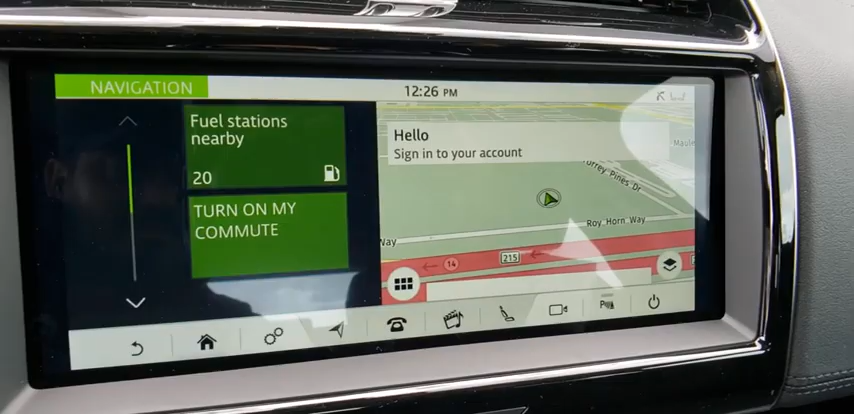 NAVIGATION
12:26 PM
Fuel stations
nearby
20
TURN ON MY
COMMUTE
Hello
Sign in to your account
Maule
Torrey Pines Dr
Roy Horn Way
Way
14
215